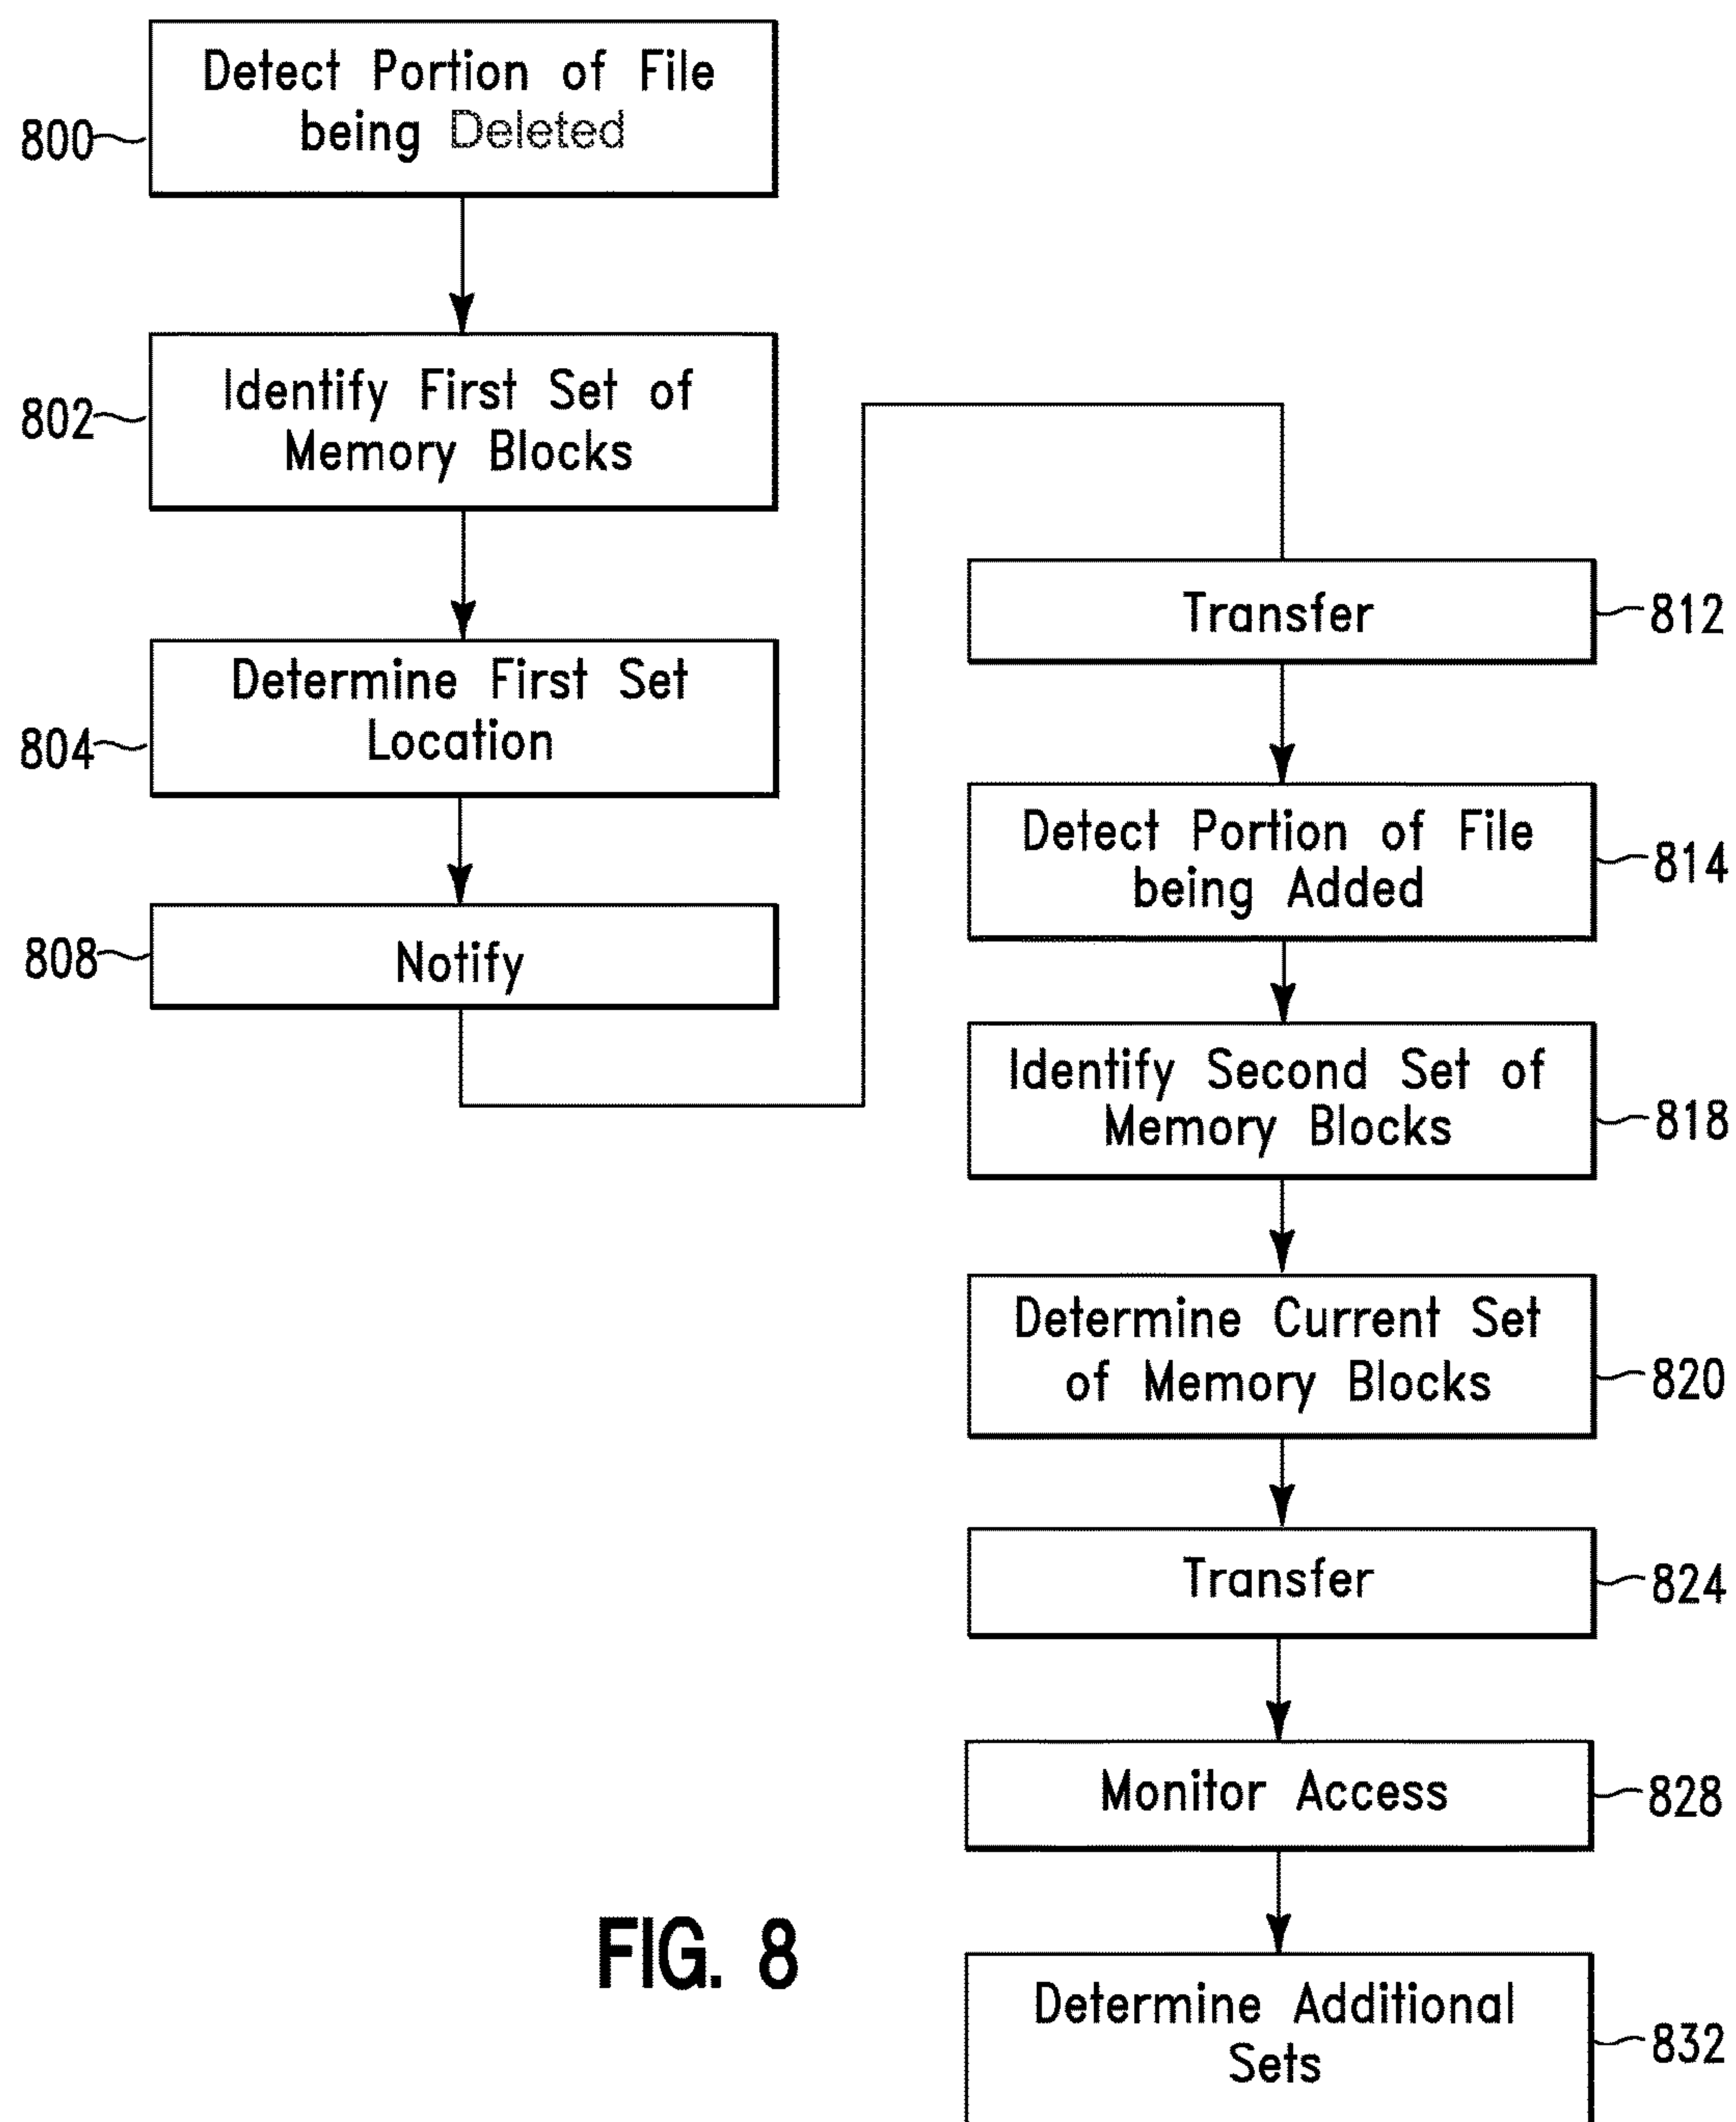 Detect Portion of File
being Deleted
800
Identify First Set of
Memory Blocks
802
Determine First Set
Location
804
Notify
808
Transfer
812
Detect Portion of File
being Added
814
Identify Second Set of
Memory Blocks
818
Determine Current Set
of Memory Blocks
820
Transfer
824
Monitor Access
828
Determine Additional
Sets
832
FIG. 8